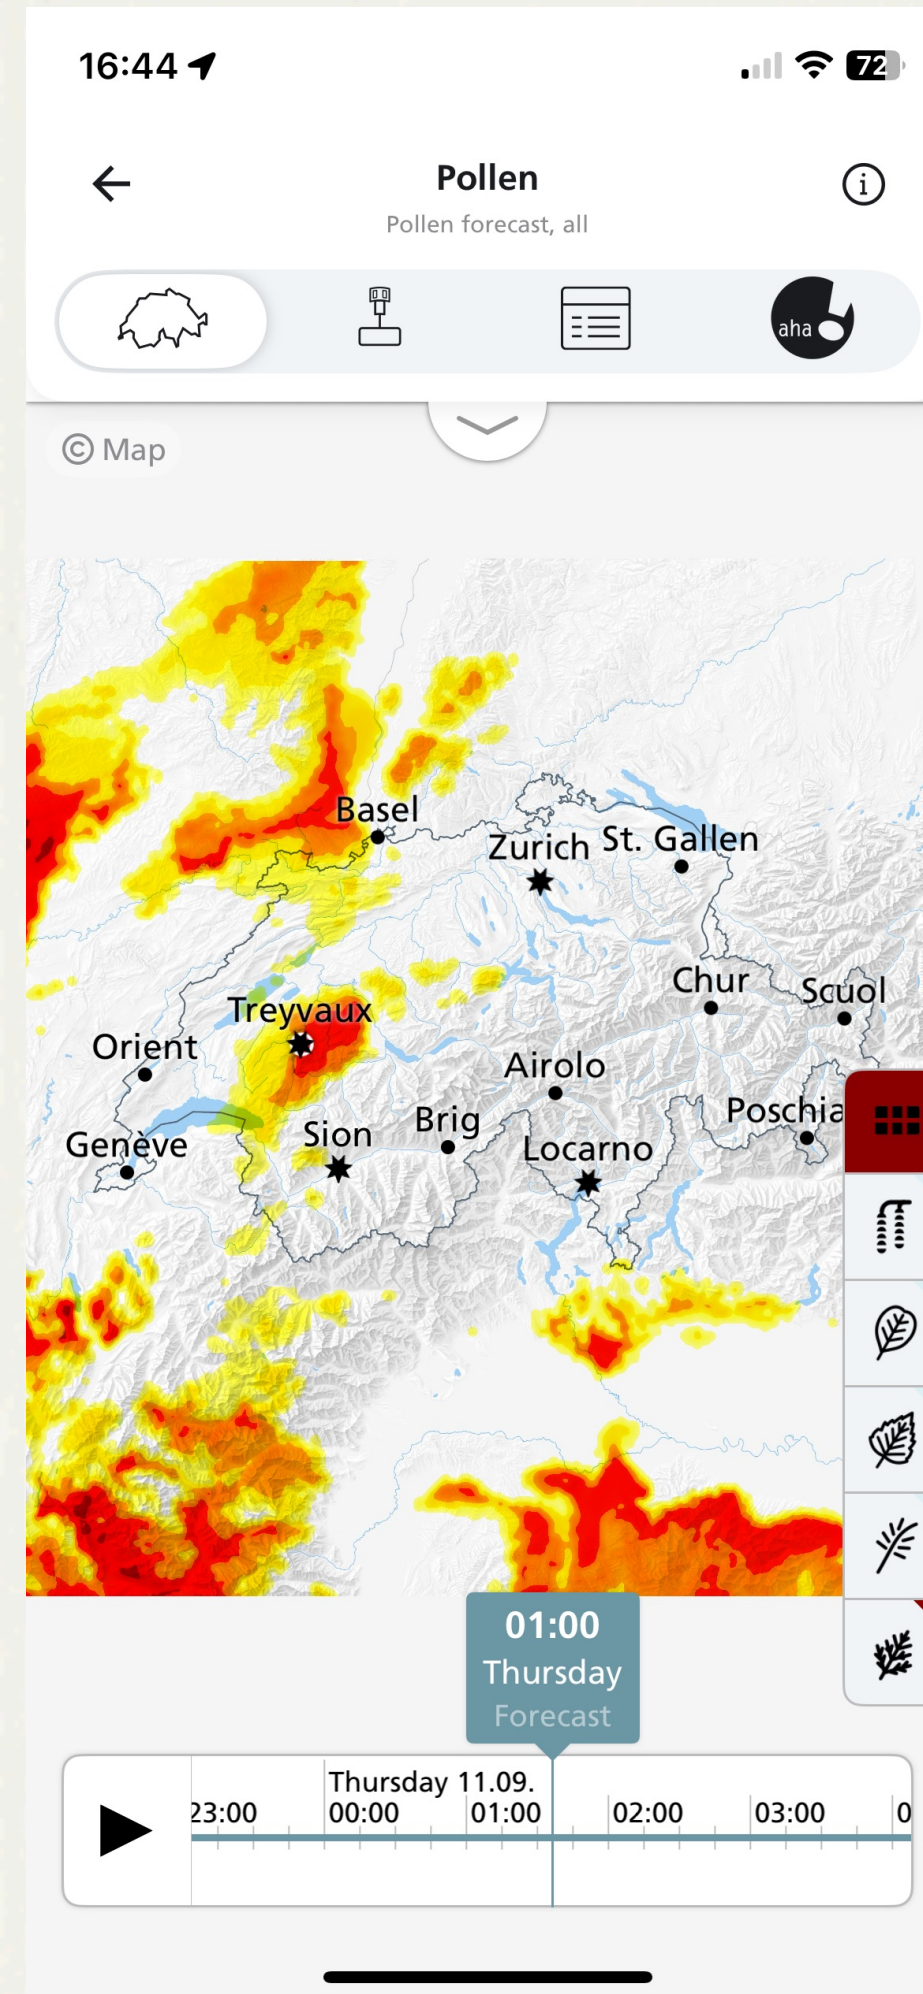 16:44
72
Pollen
Pollen forecast, all
aha
© Map
Basel
Zurich
St. Gallen
Chur
Scuol
Treyvaux
Orient
Airolo
Poschia
Brig
Sion
Genève
Locarno
01:00
Thursday
Forecast
Thursday 11.09.
23:00 00:00 01:00 02:00 03:00 0